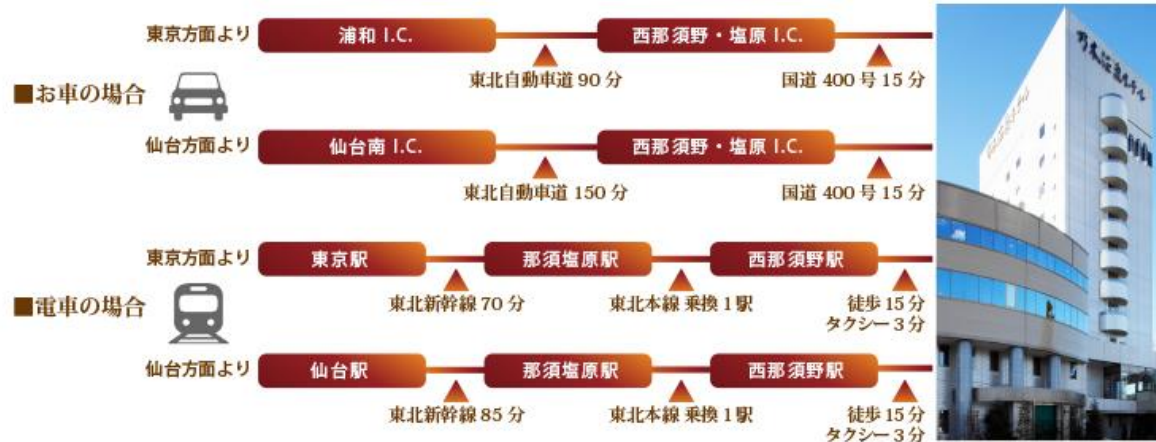 東京方面より
浦和 I.C.
西那須野・塩原 I.C.
東北自動車道 90 分
国道 400 号 15 分
■お車の場合
仙台方面より
仙台南 I.C.
西那須野・塩原 I.C.
東北自動車道 150 分
国道 400 号 15 分
東京方面より
東京駅
那須塩原駅
西那須野駅
東北新幹線 70 分
東北本線 乗換 1 駅
徒歩 15 分
タクシー 3 分
■電車の場合
仙台方面より
仙台駅
那須塩原駅
西那須野駅
東北新幹線 85 分
東北本線 乗換 1 駅
徒歩 15 分
タクシー 3 分